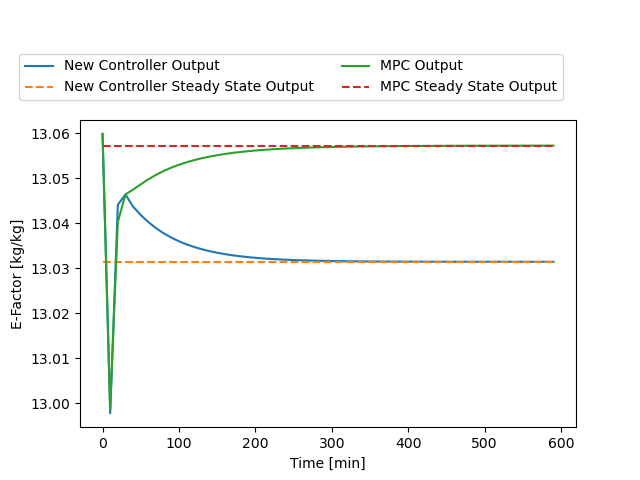 New Controller Output
New Controller Steady State Output
MPC Output
MPC Steady State Output
E-Factor [kg/kg]
13.06
13.05
13.04
13.03
13.02
13.01
13.00
0 100 200 300 400 500 600
Time [min]